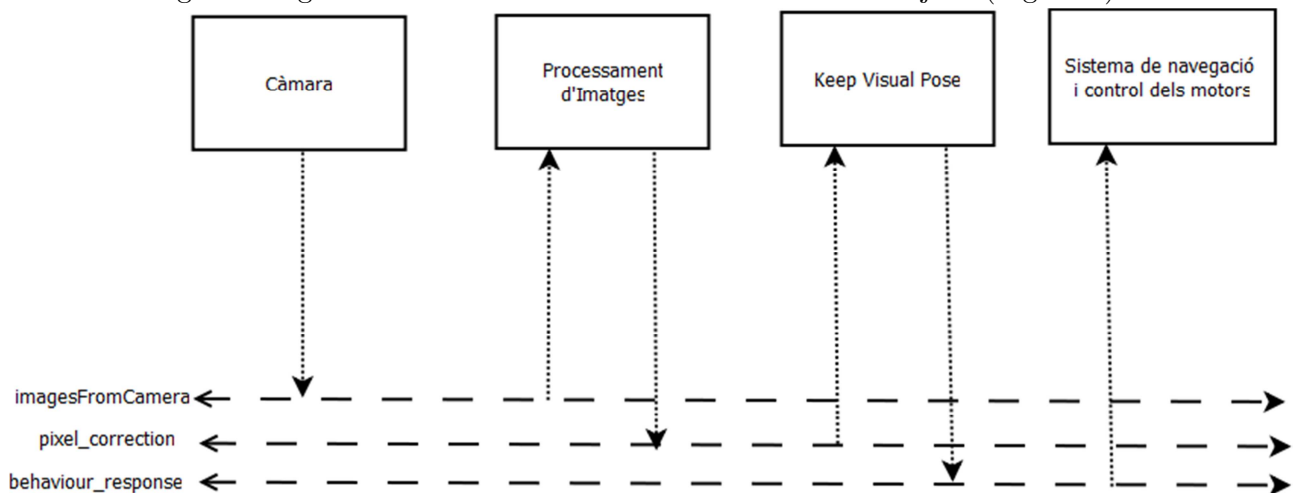 Càmara
Processament
d'Imatges
Keep Visual Pose
Sistema de navegació
i control dels motors
imagesFromCamera
pixel_correction
behaviour_response